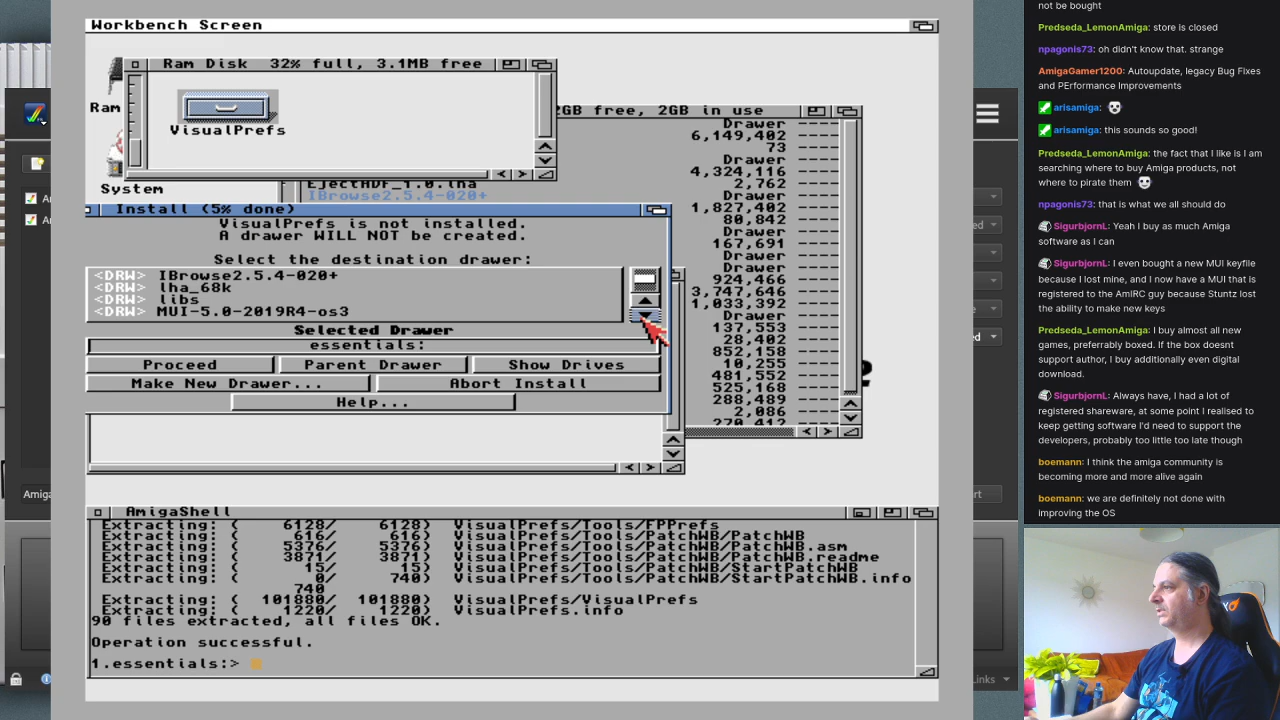 Workbench Screen
Ram Disk  32% full, 3.1MB free
Ram
VisualPrefs
System
2GB free, 2GB in use
Drawer ----
6,149,402 ----
73 ----
Drawer ----
4,324,116 ----
2,762 ----
Drawer ----
1,827,402 ----
80,842 ----
Drawer ----
167,691 ----
Drawer ----
Drawer ----
924,466 ----
3,747,646 ----
1,033,392 ----
Drawer ----
137,553 ----
28,402 ----
852,158 ----
10,255 ----
481,552 ----
525,168 ----
288,489 ----
2,086 ----
270,412 ----
EjectADF_1.0.lha
IBrowse2.5.4-020+
Install (5% done)
VisualPrefs is not installed.
A drawer WILL NOT be created.
Select the destination drawer:
<DRW> IBrowse2.5.4-020+
<DRW> lha_68k
<DRW> libs
<DRW> MUI-5.0-2019R4-os3
Selected Drawer
essentials:
Proceed
Parent Drawer
Show Drives
Make New Drawer...
Abort Install
Help...
AmigaShell
Extracting: (    6128/    6128)  VisualPrefs/Tools/FPPrefs
Extracting: (     616/     616)  VisualPrefs/Tools/PatchWB/PatchWB
Extracting: (    5376/    5376)  VisualPrefs/Tools/PatchWB/PatchWB.asm
Extracting: (    3871/    3871)  VisualPrefs/Tools/PatchWB/PatchWB.readme
Extracting: (      15/      15)  VisualPrefs/Tools/PatchWB/StartPatchWB
Extracting: (       0/     740)  VisualPrefs/Tools/PatchWB/StartPatchWB.info
740
Extracting: (  101880/  101880)  VisualPrefs/VisualPrefs
Extracting: (    1220/    1220)  VisualPrefs.info
90 files extracted, all files OK.
Operation successful.
1.essentials:>
Amiga
Links
not be bought
Predseda_LemonAmiga: store is closed
npagonis73: oh didn't know that. strange
AmigaGamer1200: Autoupdate, legacy Bug Fixes
and PErformance Improvements
arisamiga:
arisamiga: this sounds so good!
Predseda_LemonAmiga: the fact that I like is I am
searching where to buy Amiga products, not
where to pirate them
npagonis73: that is what we all should do
SigurbjornL: Yeah I buy as much Amiga
software as I can
SigurbjornL: I even bought a new MUI keyfile
because I lost mine, and I now have a MUI that is
registered to the AmIRC guy because Stuntz lost
the ability to make new keys
Predseda_LemonAmiga: I buy almost all new
games, preferrably boxed. If the box doesnt
support author, I buy additionally even digital
download.
SigurbjornL: Always have, I had a lot of
registered shareware, at some point I realised to
keep getting software I'd need to support the
developers, probably too little too late though
boemann: I think the amiga community is
becoming more and more alive again
boemann: we are definitely not done with
improving the OS